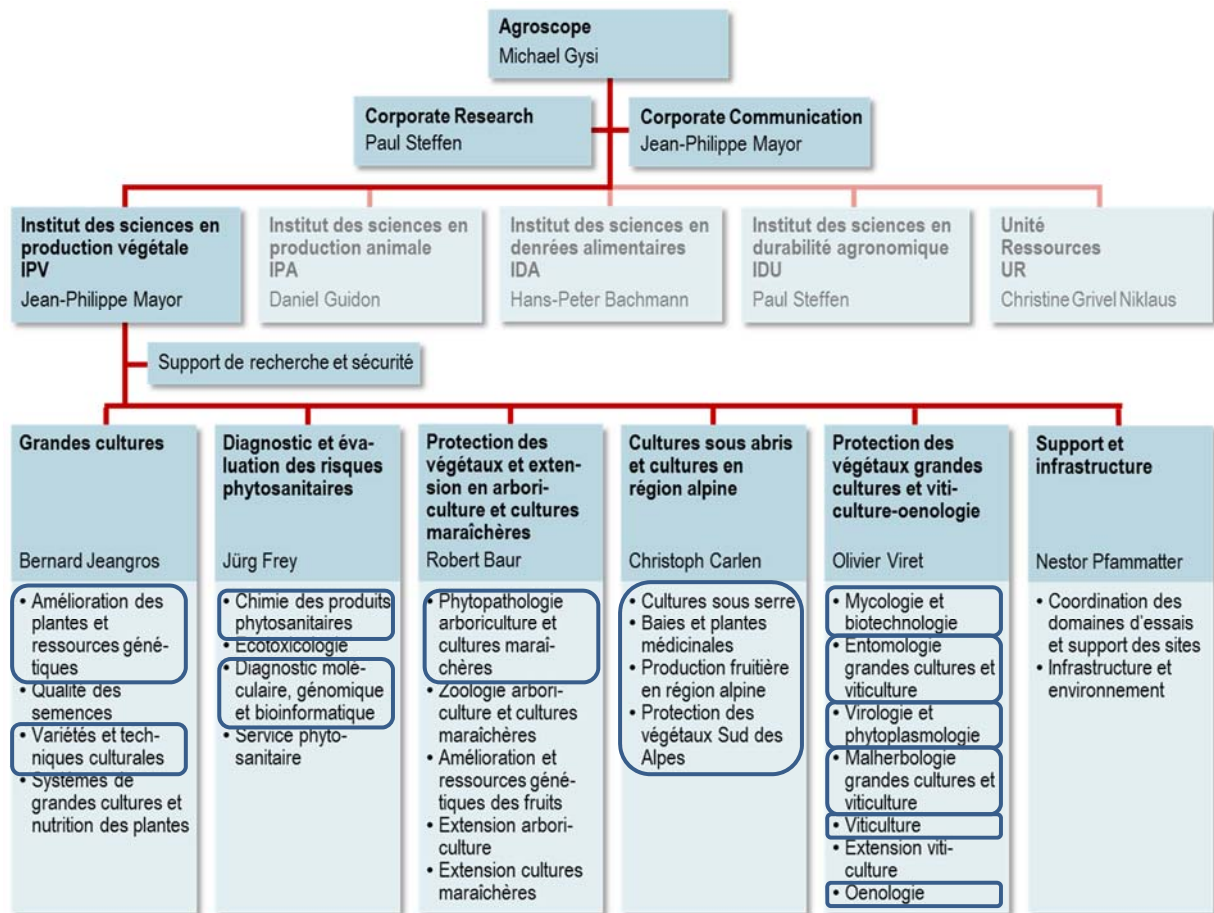 Agroscope
Michael Gysi
Corporate Research
Paul Steffen
Corporate Communication
Jean-Philippe Mayor
Institut des sciences en
production végétale
IPV
Jean-Philippe Mayor
Institut des sciences en
production animale
IPA
Daniel Guidon
Institut des sciences en
denrées alimentaires
IDA
Hans-Peter Bachmann
Institut des sciences en
durabilité agronomique
IDU
Paul Steffen
Unité
Ressources
UR
Christine Grivel Niklaus
Support de recherche et sécurité
Grandes cultures
Bernard Jeangros
• Amélioration des
plantes et
ressources géné-
tiques
• Qualité des
semences
• Variétés et tech-
niques culturales
• Systèmes de
grandes cultures et
nutrition des plantes
Diagnostic et éva-
luation des risques
phytosanitaires
Jürg Frey
• Chimie des produits
phytosanitaires
• Ecotoxicologie
• Diagnostic molé-
culaire, génomique
et bioinformatique
• Service phyto-
sanitaire
Protection des
végétaux et exten-
sion en arbori-
culture et cultures
maraîchères
Robert Baur
• Phytopathologie
arboriculture et
cultures maraî-
chères
• Zoologie arbori-
culture et cultures
maraîchères
• Amélioration et
ressources géné-
tiques des fruits
• Extension arbori-
culture
• Extension cultures
maraîchères
Cultures sous abris
et cultures en
région alpine
Christoph Carlen
• Cultures sous serre
• Baies et plantes
médicinales
• Production fruitière
en région alpine
• Protection des
végétaux Sud des
Alpes
Protection des
végétaux grandes
cultures et viti-
culture-oenologie
Olivier Viret
• Mycologie et
biotechnologie
• Entomologie
grandes cultures et
viticulture
• Virologie et
phytoplasmologie
• Malherbologie
grandes cultures et
viticulture
• Viticulture
• Extension viti-
culture
• Oenologie
Support et
infrastructure
Nestor Pfammatter
• Coordination des
domaines d'essais
et support des sites
• Infrastructure et
environnement